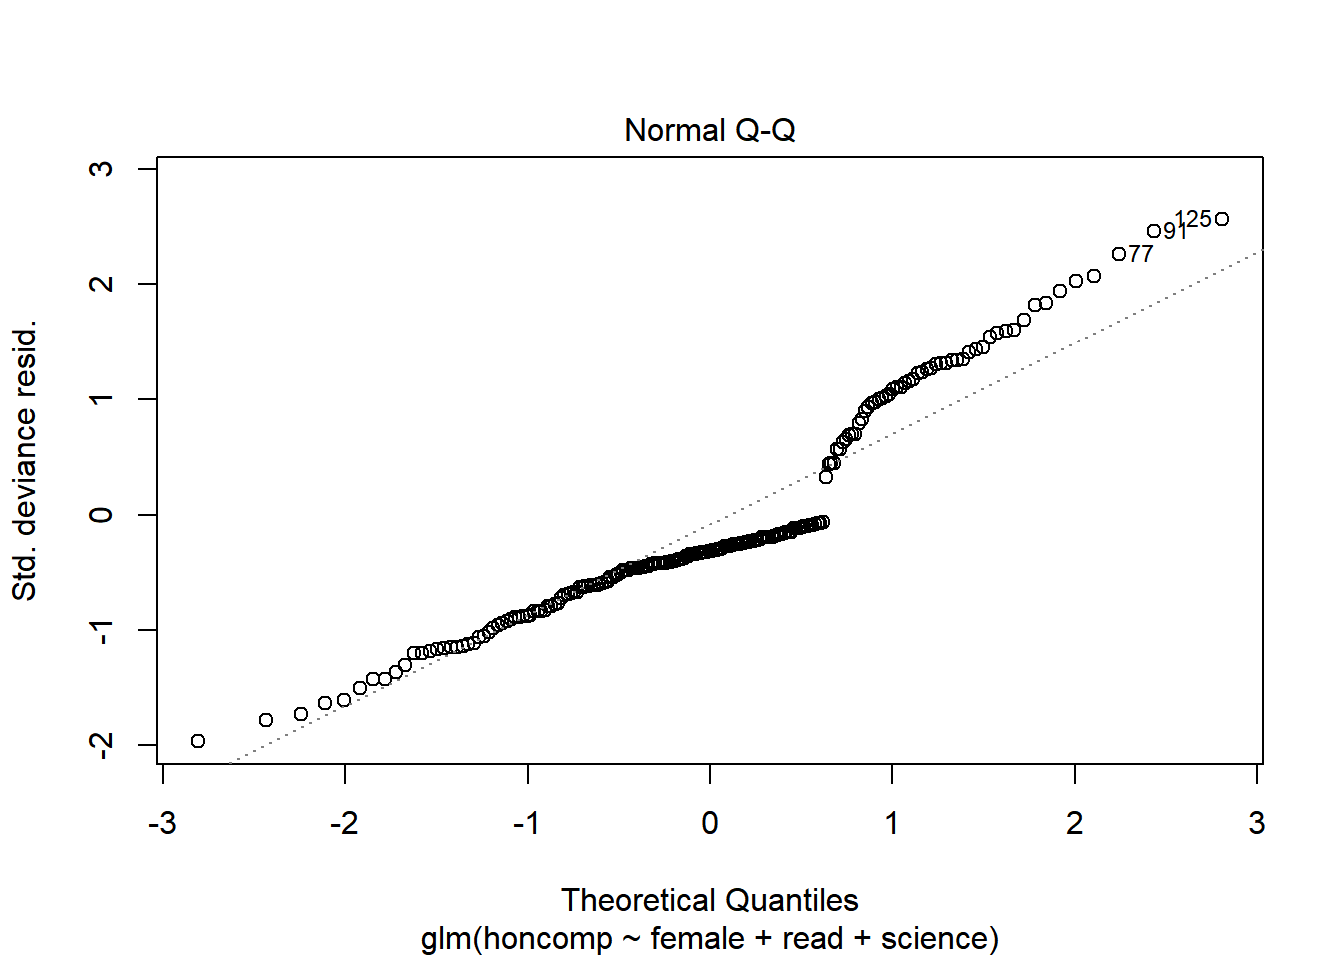 Normal Q-Q
Std. deviance resid.
3
2
1
0
-1
-2
125
91
77
-3 -2 -1 0 1 2 3
Theoretical Quantiles
glm(honcomp ~ female + read + science)